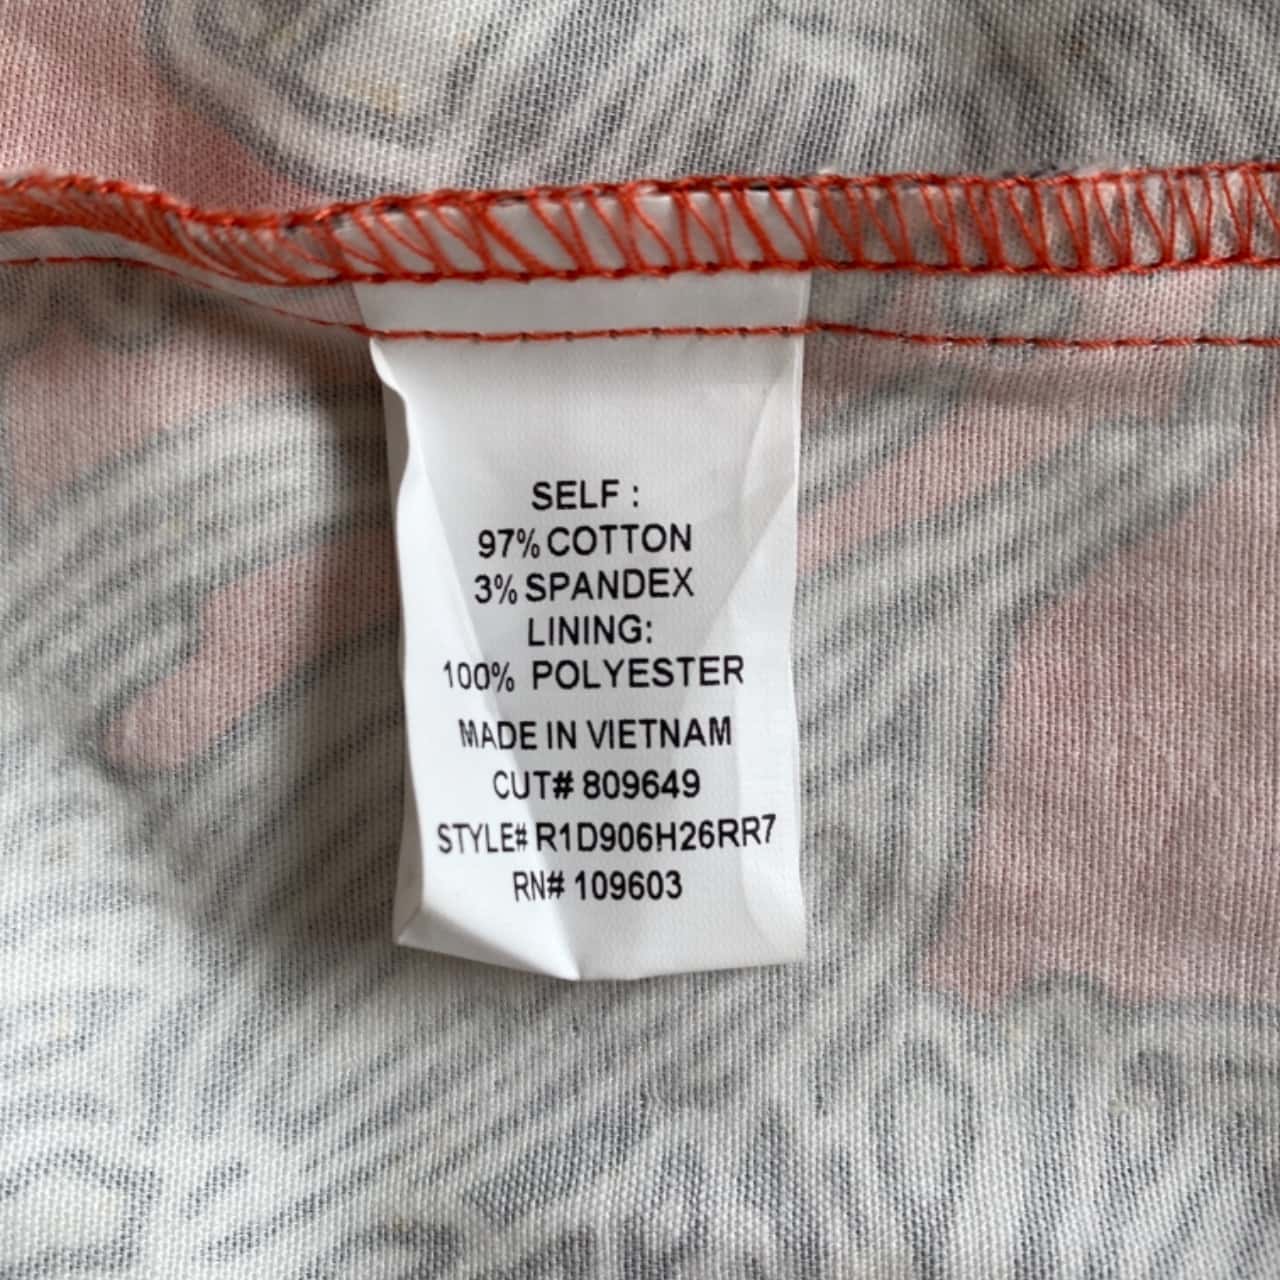 SELF :
97% COTTON
3% SPANDEX
LINING:
100% POLYESTER
MADE IN VIETNAM
CUT# 809649
STYLE# R1D906H26RR7
RN# 109603